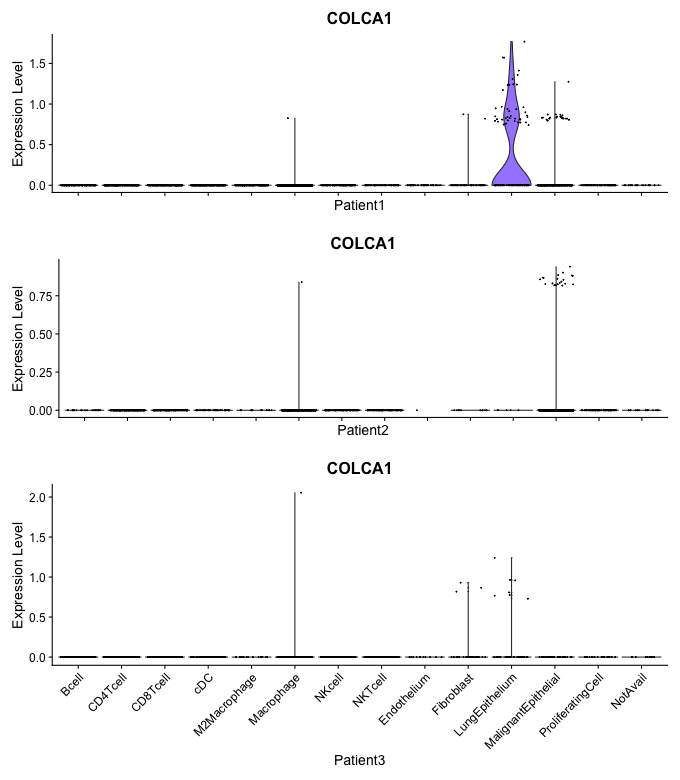 COLCA1
Expression Level
1.5
1.0
0.5
0.0
Patient1
COLCA1
Expression Level
0.75
0.50
0.25
0.00
Patient2
COLCA1
Expression Level
2.0
1.5
1.0
0.5
0.0
Bcell
CD4Tcell
CD8Tcell
cDC
M2Macrophage
Macrophage
NKcell
NKTcell
Endothelium
Fibroblast
LungEpithelium
MalignantEpithelial
ProliferatingCell
NotAvail
Patient3